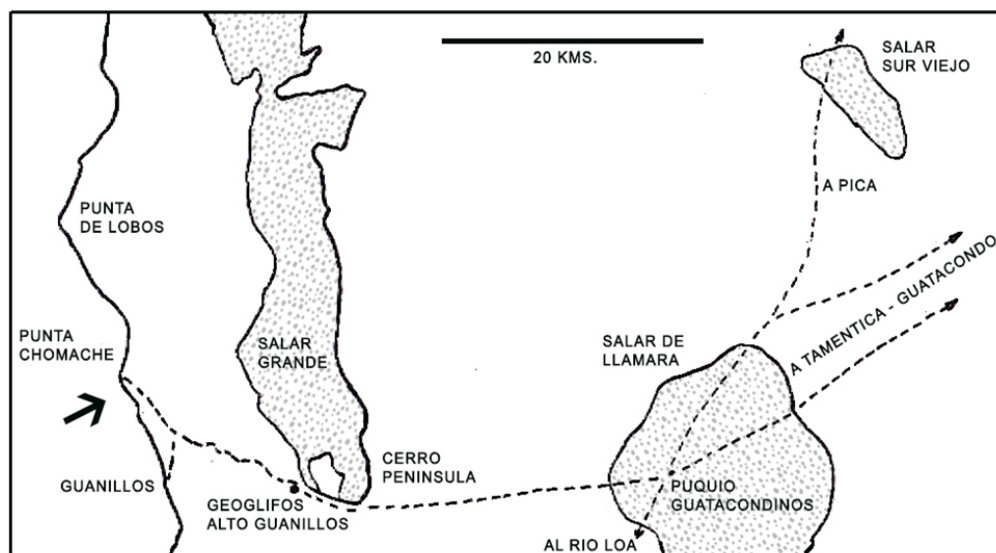 20 KMS.
SALAR
SUR VIEJO
A PICA
PUNTA
DE LOBOS
A TAMENTICA - GUATACONDO
PUNTA
CHOMACHE
SALAR
GRANDE
SALAR DE
LLAMARA
CERRO
PENINSULA
GUANILLOS
GEOGLIFOS
ALTO GUANILLOS
PUQUIO
GUATACONDINOS
AL RIO LOA